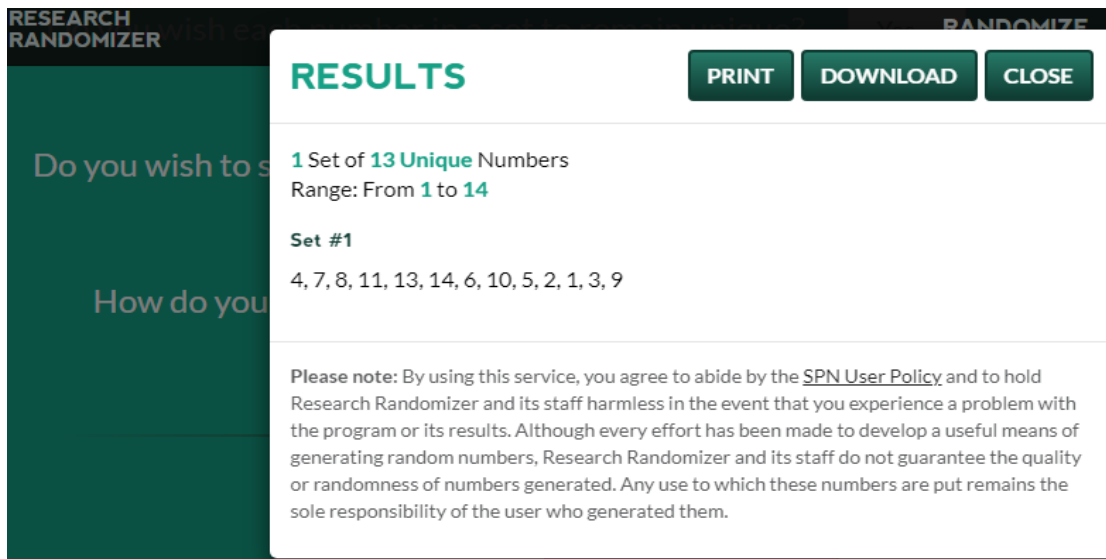 RESEARCH
RANDOMIZER
wish ea
RANDOMIZE
RESULTS
PRINT
DOWNLOAD
CLOSE
Do you wish to s
1 Set of 13 Unique Numbers
Range: From 1 to 14
Set #1
4, 7, 8, 11, 13, 14, 6, 10, 5, 2, 1, 3, 9
How do you
Please note: By using this service, you agree to abide by the SPN User Policy and to hold
Research Randomizer and its staff harmless in the event that you experience a problem with
the program or its results. Although every effort has been made to develop a useful means of
generating random numbers, Research Randomizer and its staff do not guarantee the quality
or randomness of numbers generated. Any use to which these numbers are put remains the
sole responsibility of the user who generated them.